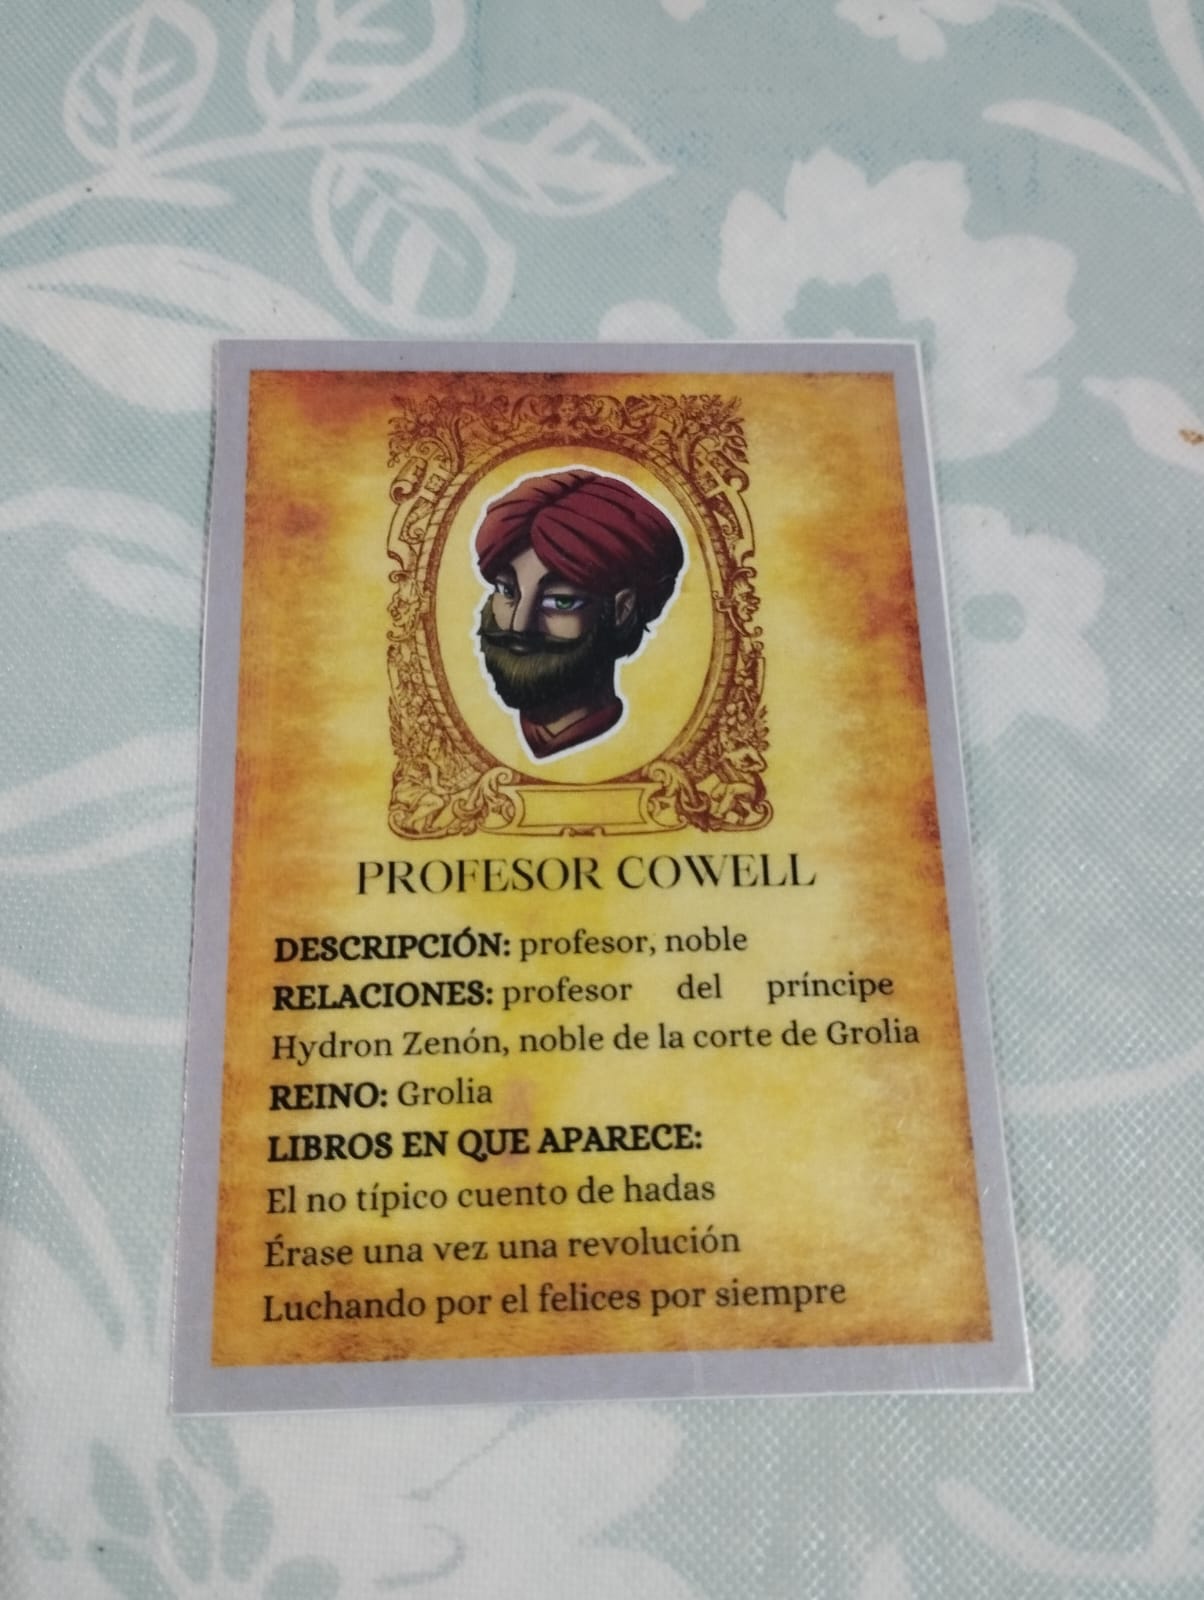 PROFESOR COWELL
DESCRIPCIÓN: profesor, noble
RELACIONES: profesor del príncipe
Hydron Zenón, noble de la corte de Grolia
REINO: Grolia
LIBROS EN QUE APARECE:
El no típico cuento de hadas
Érase una vez una revolución
Luchando por el felices por siempre